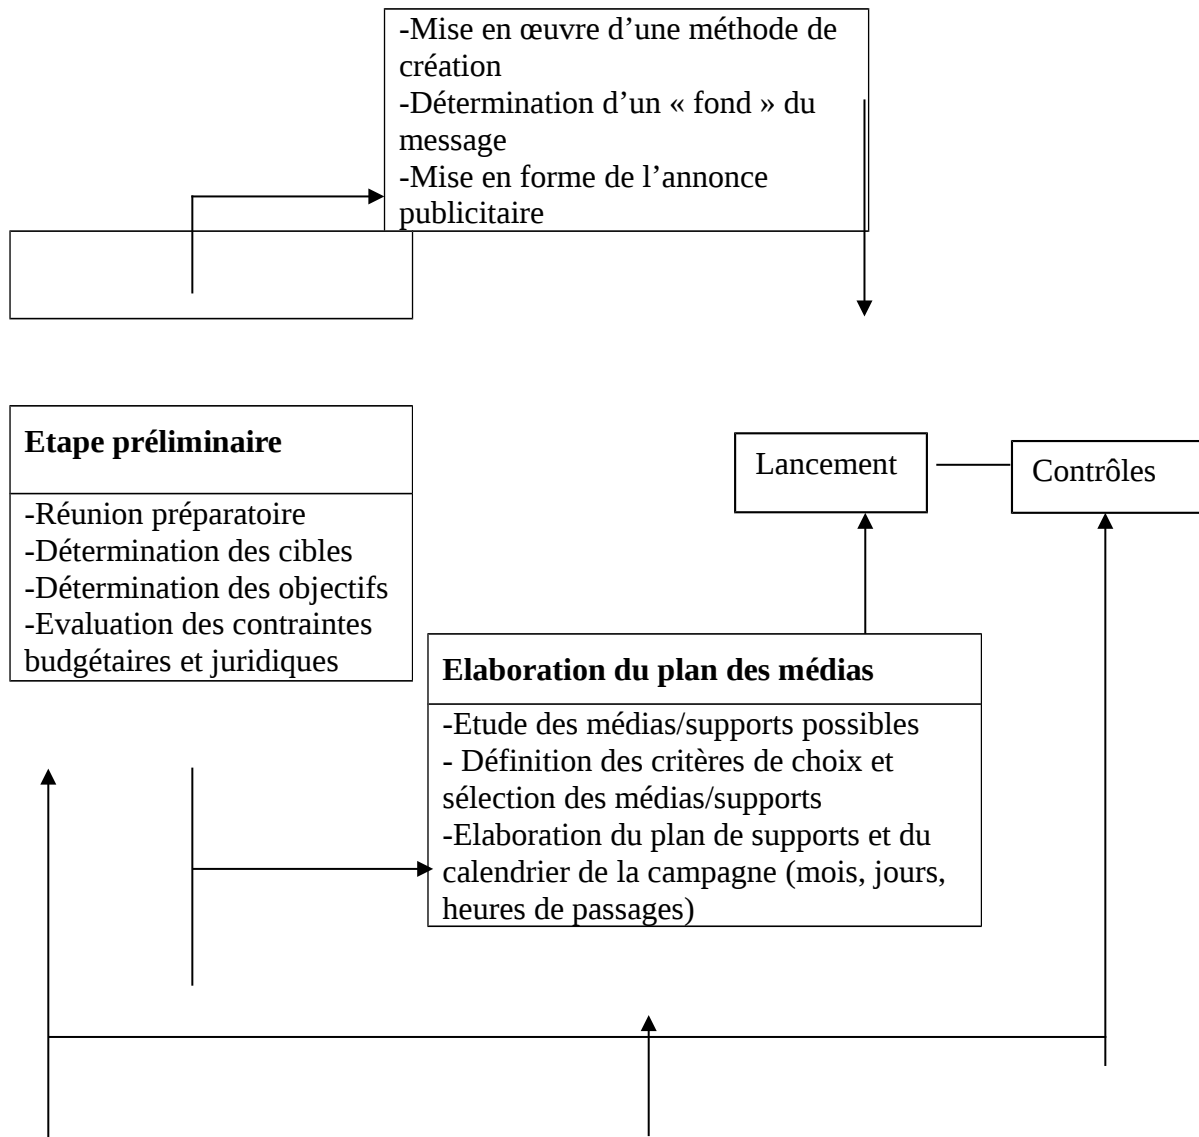 -Mise en œuvre d’une méthode de
création
-Détermination d’un « fond » du
message
-Mise en forme de l’annonce
publicitaire
Etape préliminaire
-Réunion préparatoire
-Détermination des cibles
-Détermination des objectifs
-Evaluation des contraintes
budgétaires et juridiques
Lancement
Contrôles
Elaboration du plan des médias
-Etude des médias/supports possibles
- Définition des critères de choix et
sélection des médias/supports
-Elaboration du plan de supports et du
calendrier de la campagne (mois, jours,
heures de passages)